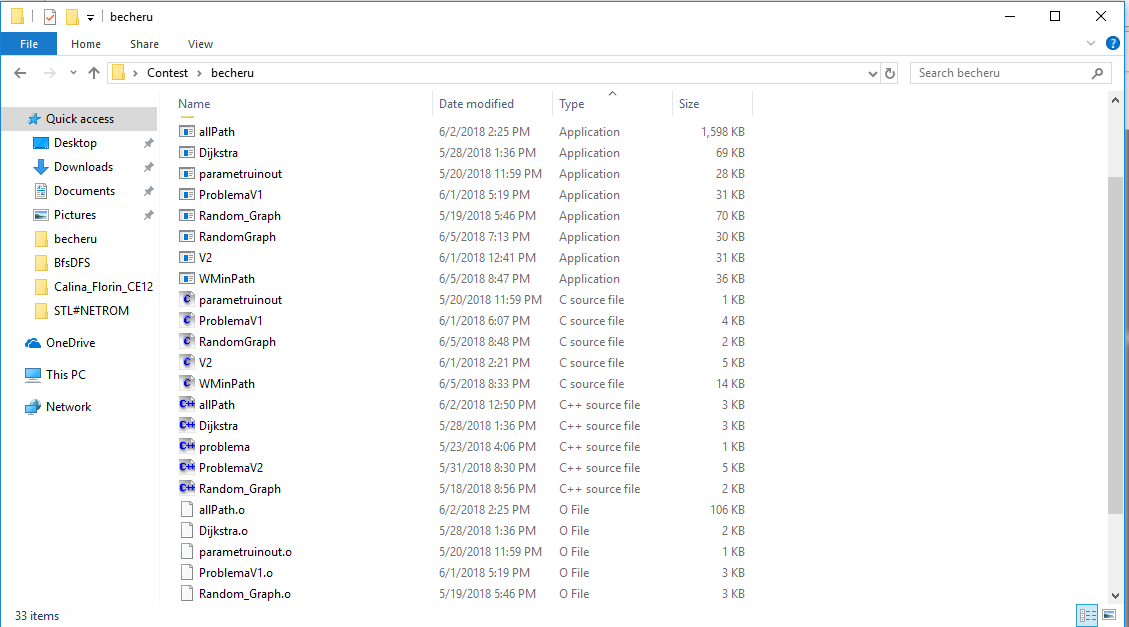 becheru
File Home Share View
Contest becheru Search becheru
Name Date modified Type Size
Quick access
Desktop
Downloads
Documents
Pictures
becheru
BfsDFS
Calina_Florin_CE12
STL#NETROM
OneDrive
This PC
Network
allPath 6/2/2018 2:25 PM Application 1,598 KB
Dijkstra 5/28/2018 1:36 PM Application 69 KB
parametruinout 5/20/2018 11:59 PM Application 28 KB
ProblemaV1 6/1/2018 5:19 PM Application 31 KB
Random_Graph 5/19/2018 5:46 PM Application 70 KB
RandomGraph 6/5/2018 7:13 PM Application 30 KB
V2 6/1/2018 12:41 PM Application 31 KB
WMinPath 6/5/2018 8:47 PM Application 36 KB
parametruinout 5/20/2018 11:59 PM C source file 1 KB
ProblemaV1 6/1/2018 6:07 PM C source file 4 KB
RandomGraph 6/5/2018 8:48 PM C source file 2 KB
V2 6/1/2018 2:21 PM C source file 5 KB
WMinPath 6/5/2018 8:33 PM C source file 14 KB
allPath 6/2/2018 12:50 PM C++ source file 3 KB
Dijkstra 5/28/2018 1:36 PM C++ source file 3 KB
problema 5/23/2018 4:06 PM C++ source file 1 KB
ProblemaV2 5/31/2018 8:30 PM C++ source file 5 KB
Random_Graph 5/18/2018 8:56 PM C++ source file 2 KB
allPath.o 6/2/2018 2:25 PM O File 106 KB
Dijkstra.o 5/28/2018 1:36 PM O File 2 KB
parametruinout.o 5/20/2018 11:59 PM O File 1 KB
ProblemaV1.o 6/1/2018 5:19 PM O File 3 KB
Random_Graph.o 5/19/2018 5:46 PM O File 3 KB
33 items